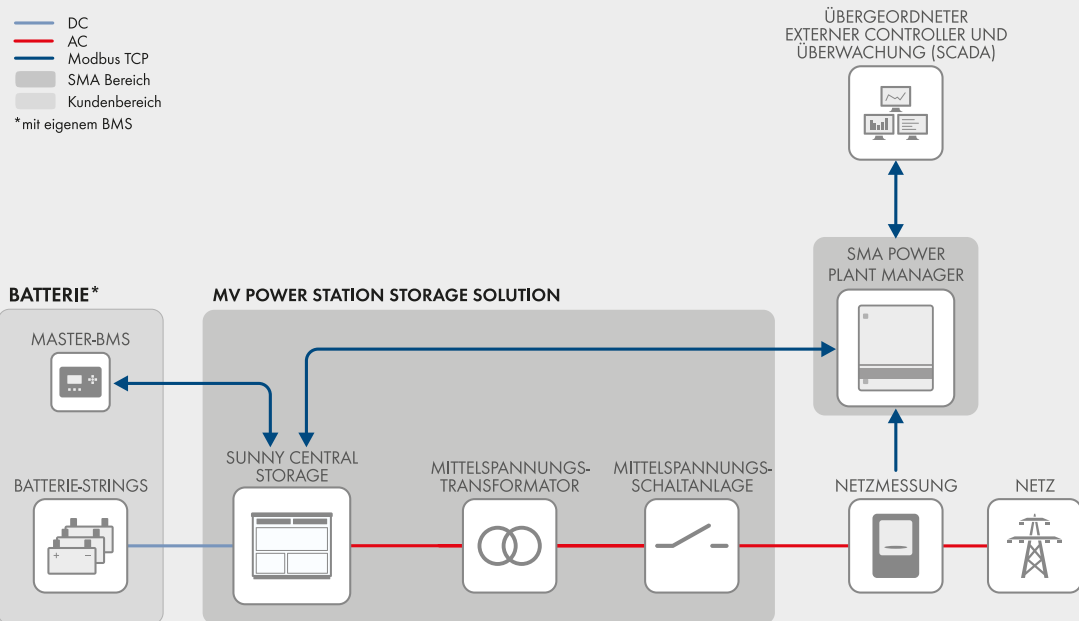 DC
AC
Modbus TCP
SMA Bereich
Kundenbereich
*mit eigenem BMS
ÜBERGEORDNETER
EXTERNER CONTROLLER UND
ÜBERWACHUNG (SCADA)
SMA POWER
PLANT MANAGER
BATTERIE*
MV POWER STATION STORAGE SOLUTION
MASTER-BMS
SUNNY CENTRAL
STORAGE
MITTELSPANNUNGS-
TRANSFORMATOR
MITTELSPANNUNGS-
SCHALTANLAGE
BATTERIE-STRINGS
NETZMESSUNG
NETZ